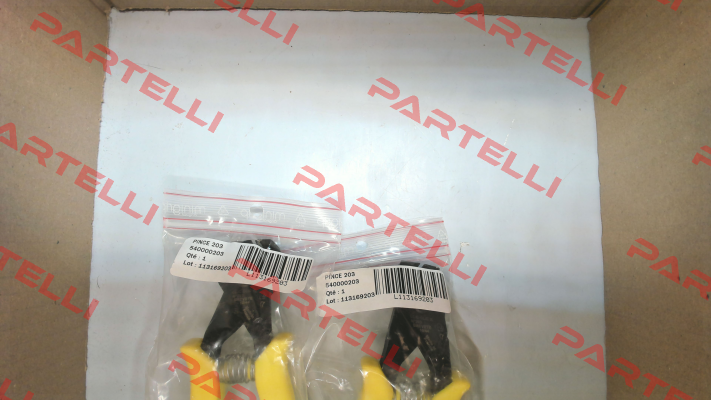 PINCE 203
540000203
Qté : 1
Lot : 113169203
L113169203
PINCE 203
540000203
Qté : 1
Lot : 113169203
L113169203
PARTELLI
PARTELLI
PARTELLI
PARTELLI
PARTELLI
PARTELLI
PARTELLI
PARTELLI